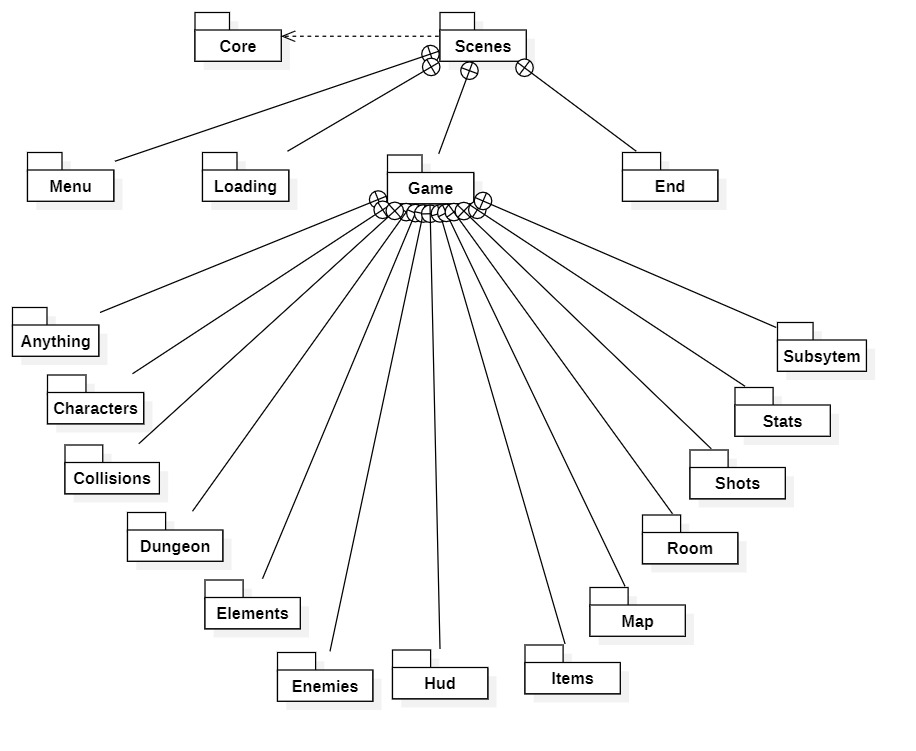 Core
Scenes
Menu
Loading
Game
End
Anything
Subsytem
Characters
Stats
Collisions
Shots
Dungeon
Room
Elements
Map
Enemies
Hud
Items